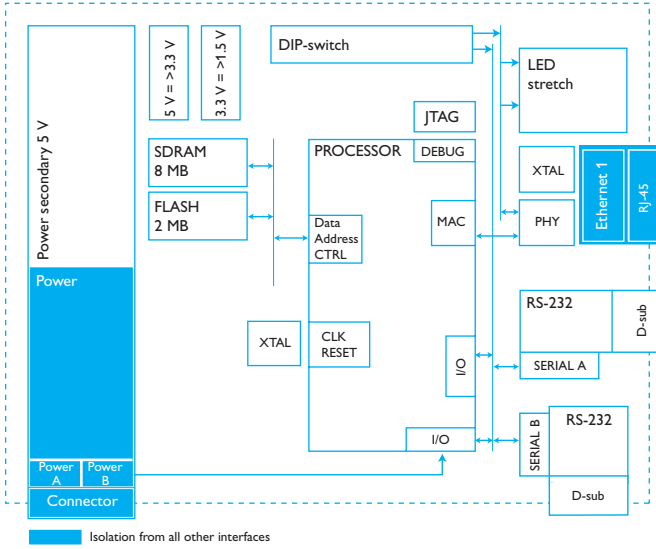 Power secondary 5 V
5 V = >3.3 V
3.3 V = >1.5 V
DIP-switch
LED
stretch
JTAG
SDRAM
8 MB
PROCESSOR
DEBUG
XTAL
Ethernet 1
RJ-45
FLASH
2 MB
Data
Address
CTRL
MAC
PHY
Power
XTAL
CLK
RESET
I/O
RS-232
D-sub
SERIAL A
I/O
SERIAL B
RS-232
D-sub
Power
A
Power
B
Connector
Isolation from all other interfaces